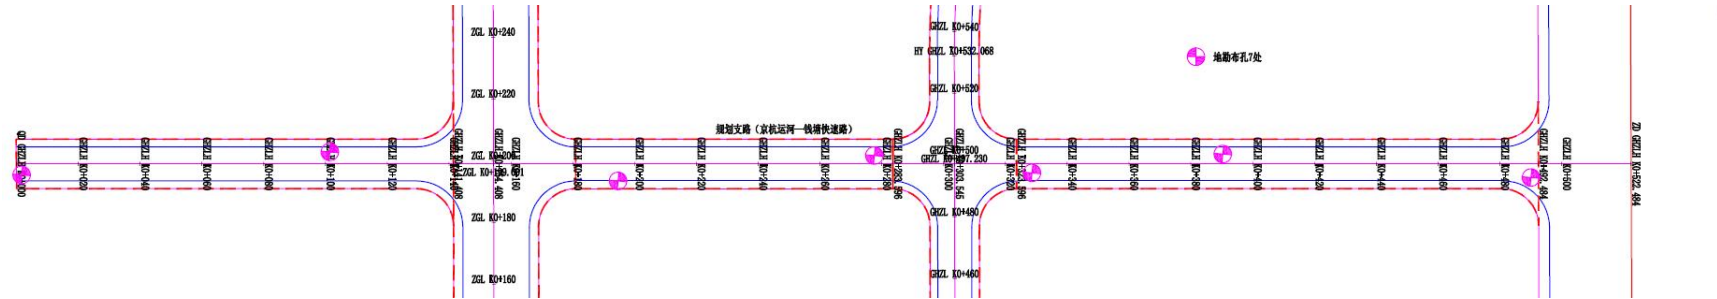 ZGL K0+240
ZGL K0+220
ZGL K0+200
ZGL K0+180
ZGL K0+160
GHZL K0+540
HY GHZL K0+532.068
GHZL K0+520
GHZL K0+500
GHZL K0+480
GHZL K0+460
地勘布孔7处
规划支路（京杭运河—钱塘快速路）
GHZLH K0+020
GHZLH K0+040
GHZLH K0+060
GHZLH K0+080
GHZLH K0+120
GHZLH K0+180
GHZLH K0+200
GHZLH K0+220
GHZLH K0+240
GHZLH K0+260
GHZLH K0+340
GHZLH K0+360
GHZLH K0+380
GHZLH K0+400
GHZLH K0+420
GHZLH K0+440
GHZLH K0+460
GHZLH K0+480
GHZLH K0+492.484
GHZLH K0+500
ZD GHZLH K0+522.484